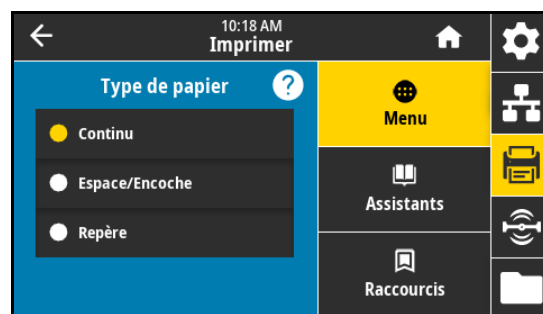 10:18 AM
Imprimer
Type de papier ?
Continu
Espace/Encoche
Repère
Menu
Assistants
Raccourcis